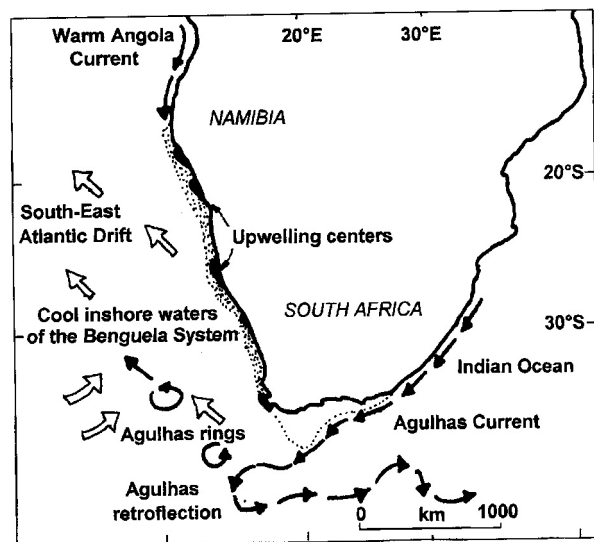 Warm Angola
Current
20°E
30°E
NAMIBIA
20°S
South-East
Atlantic Drift
Upwelling centers
Cool inshore waters
of the Benguela System
SOUTH AFRICA
30°S
Indian Ocean
Agulhas rings
Agulhas Current
Agulhas
retroflection
0 km 1000